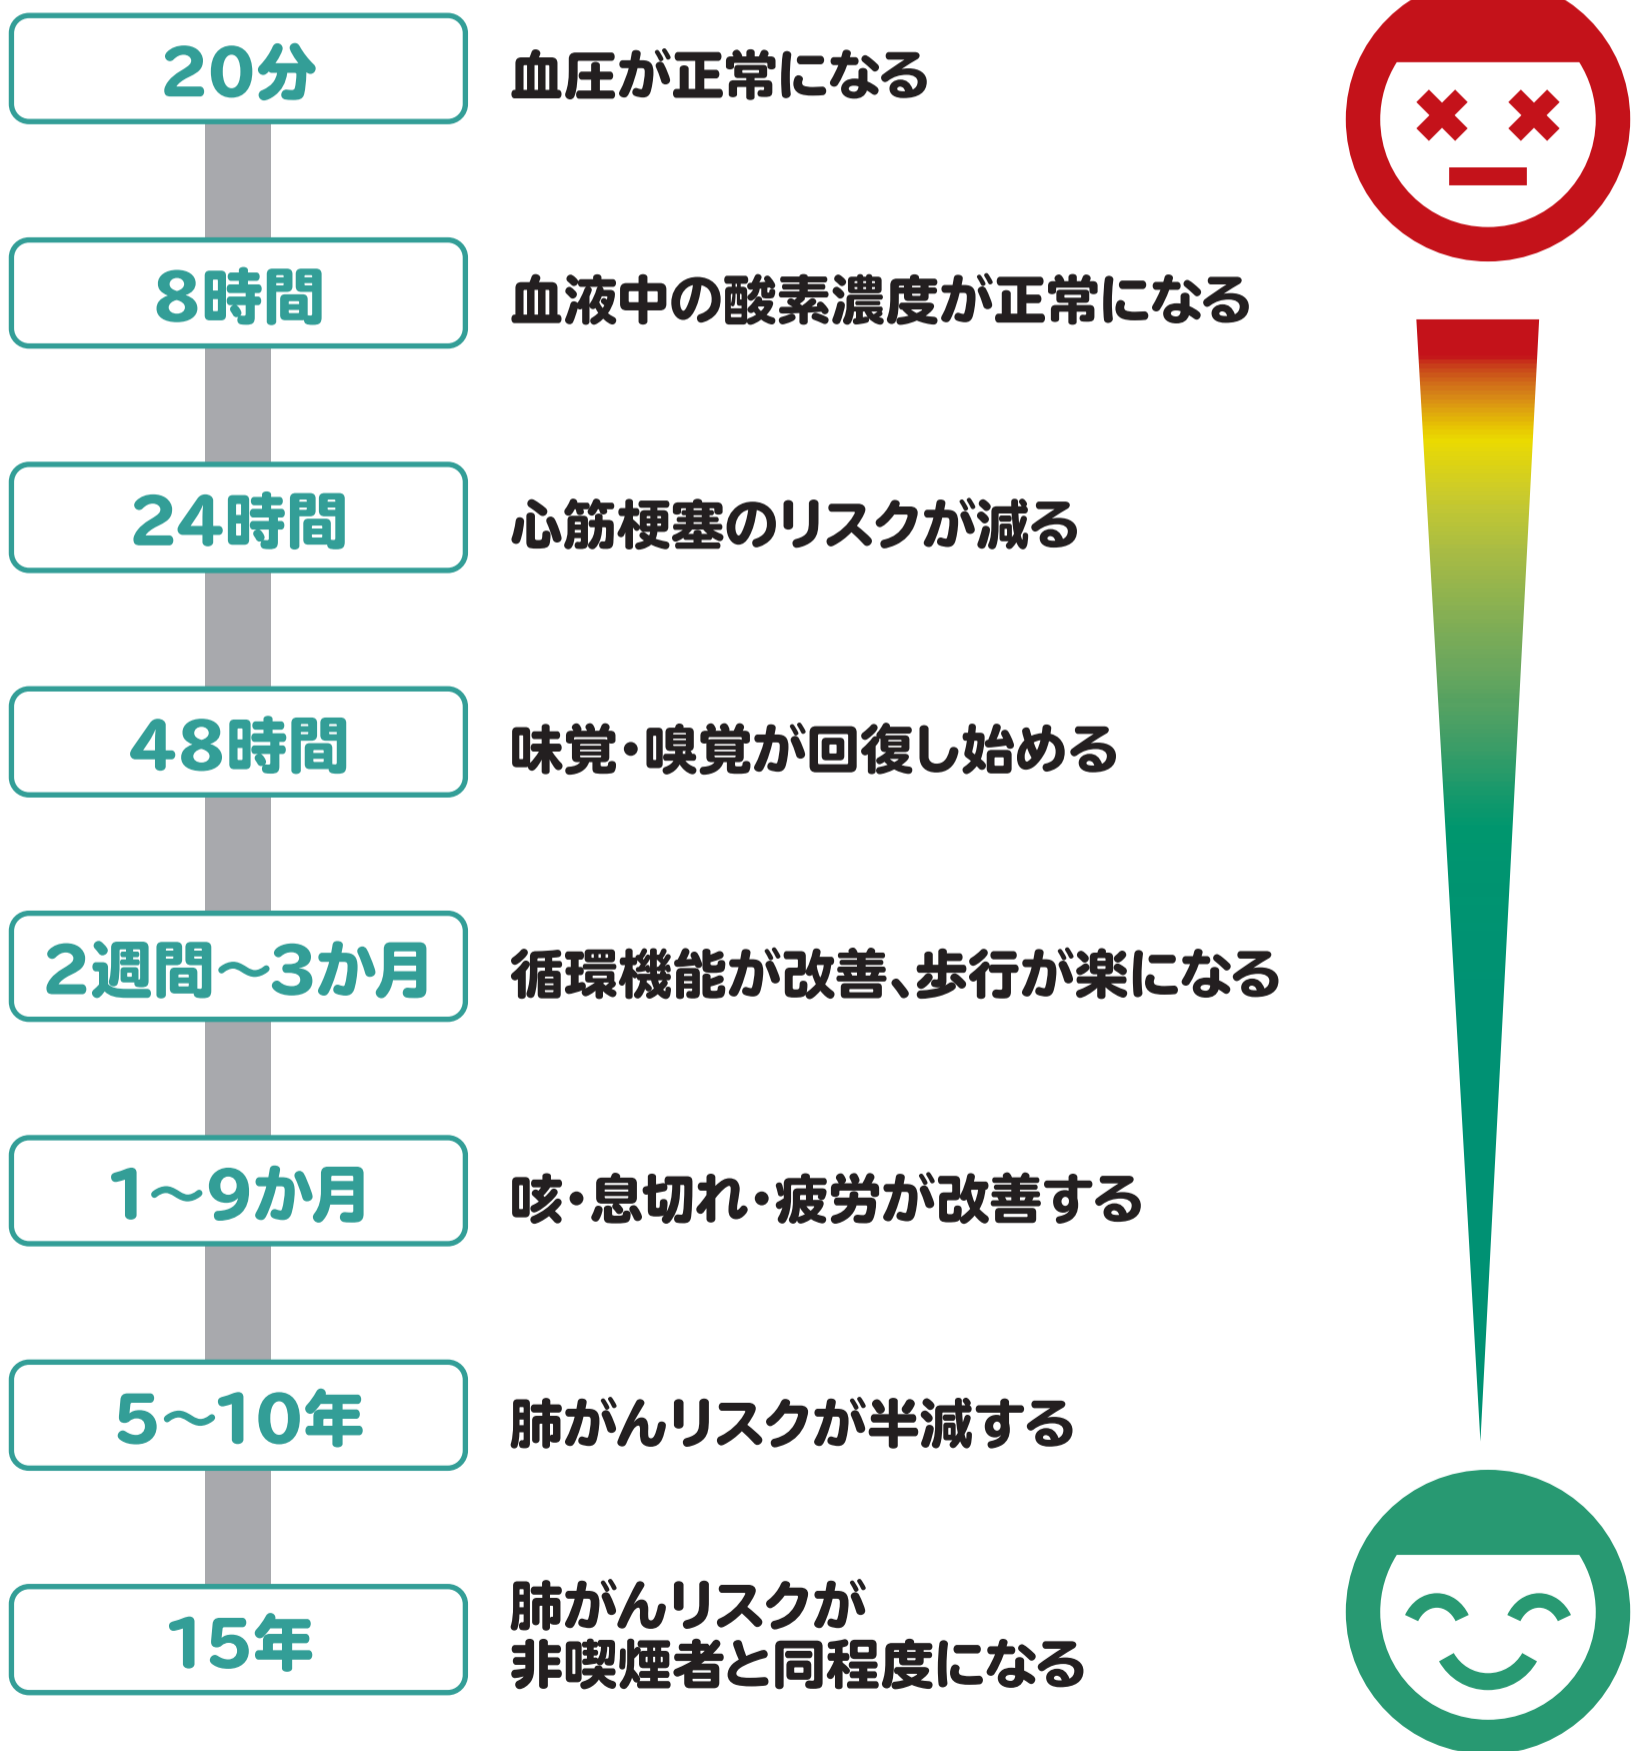 20分
血圧が正常になる
8時間
血液中の酸素濃度が正常になる
24時間
心筋梗塞のリスクが減る
48時間
味覚・嗅覚が回復し始める
2週間〜3か月
循環機能が改善、歩行が楽になる
1〜9か月
咳・息切れ・疲労が改善する
5〜10年
肺がんリスクが半減する
15年
肺がんリスクが
非喫煙者と同程度になる